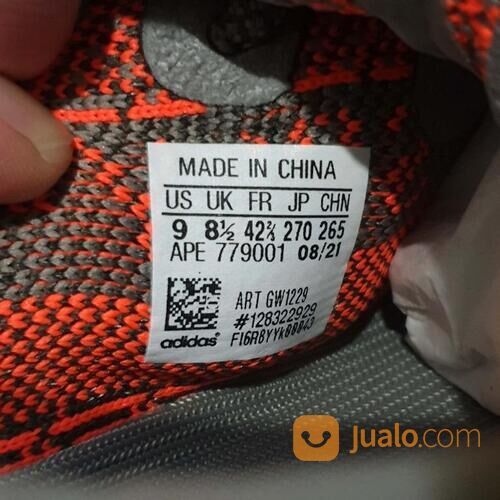 MADE IN CHINA
US UK FR JP CHN
9 8½ 42⅔ 270 265
APE 779001 08/21
ART GW1229
#128322929
adidas
jualo.com